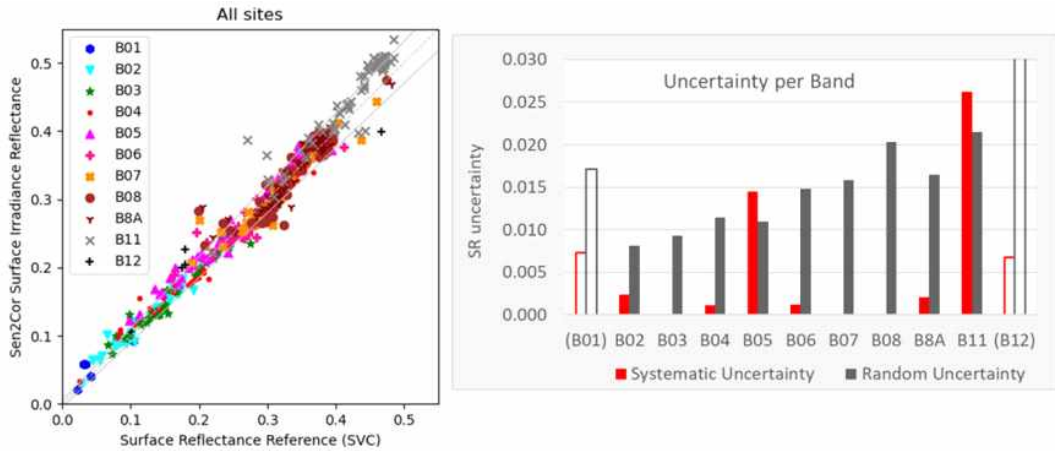 All sites
Sen2Cor Surface Irradiance Reflectance
0.5
0.4
0.3
0.2
0.1
0.0
B01
B02
B03
B04
B05
B06
B07
B08
B8A
B11
B12
0.0 0.1 0.2 0.3 0.4 0.5
Surface Reflectance Reference (SVC)
Uncertainty per Band
SR uncertainty
0.030
0.025
0.020
0.015
0.010
0.005
0.000
(B01) B02 B03 B04 B05 B06 B07 B08 B8A B11 (B12)
Systematic Uncertainty Random Uncertainty